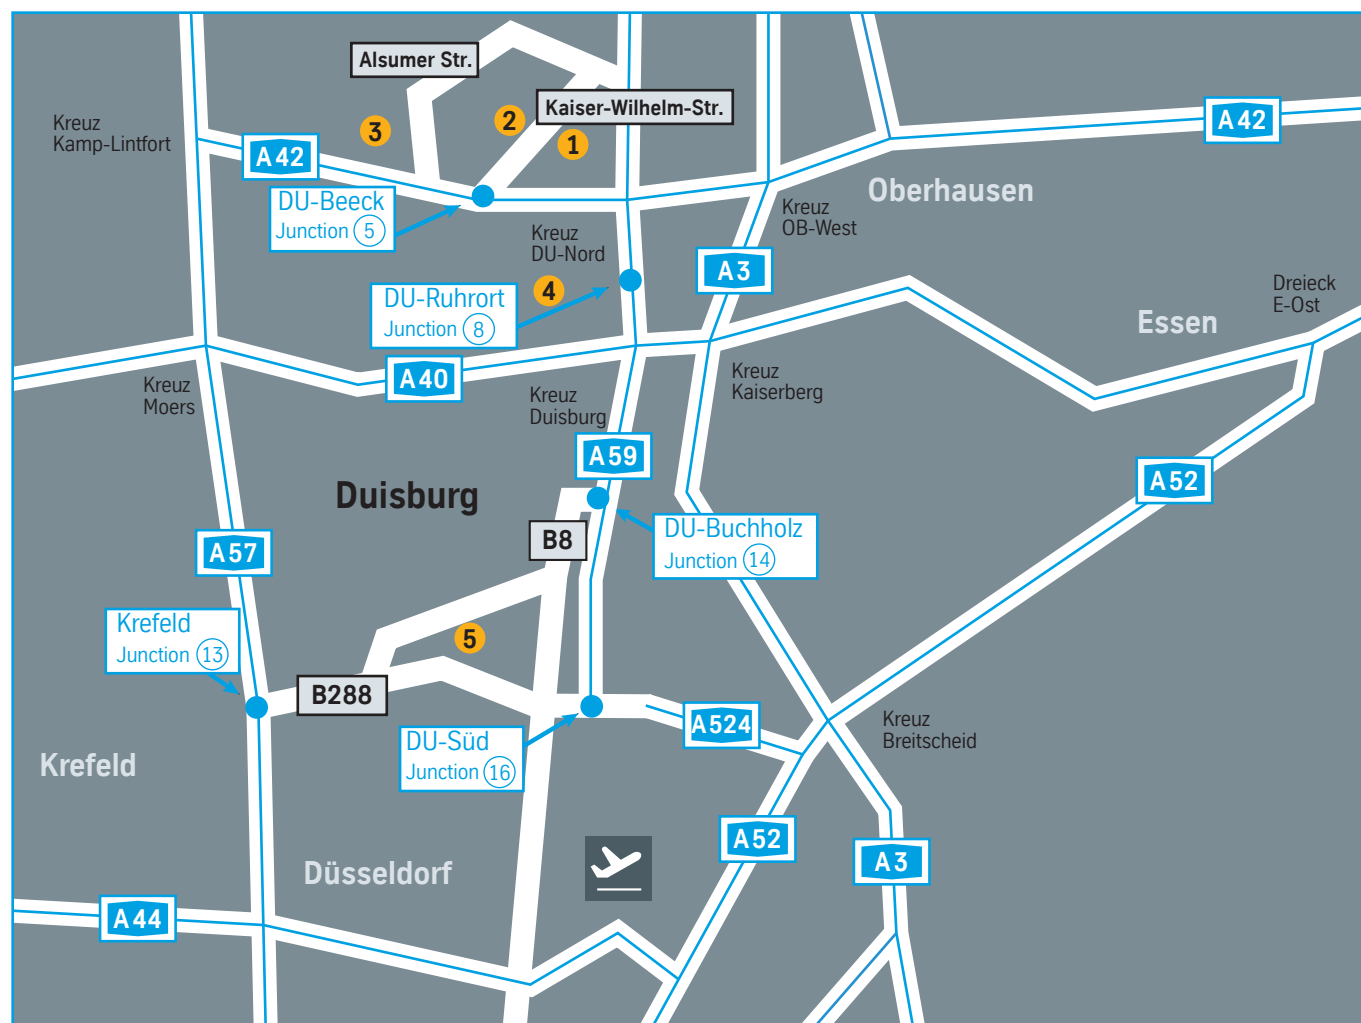 Alsumer Str.
Kaiser-Wilhelm-Str.
3
2
1
Kreuz
Kamp-Lintfort
A42
A42
DU-Beeck
Junction 5
Oberhausen
Kreuz
OB-West
Kreuz
DU-Nord
A3
4
DU-Ruhrort
Junction 8
Dreieck
E-Ost
Essen
Kreuz
Moers
A40
Kreuz
Duisburg
Kreuz
Kaiserberg
A59
A52
Duisburg
B8
DU-Buchholz
Junction 14
A57
Krefeld
Junction 13
5
B288
A524
Kreuz
Breitscheid
DU-Süd
Junction 16
Krefeld
A52
A3
Düsseldorf
A44